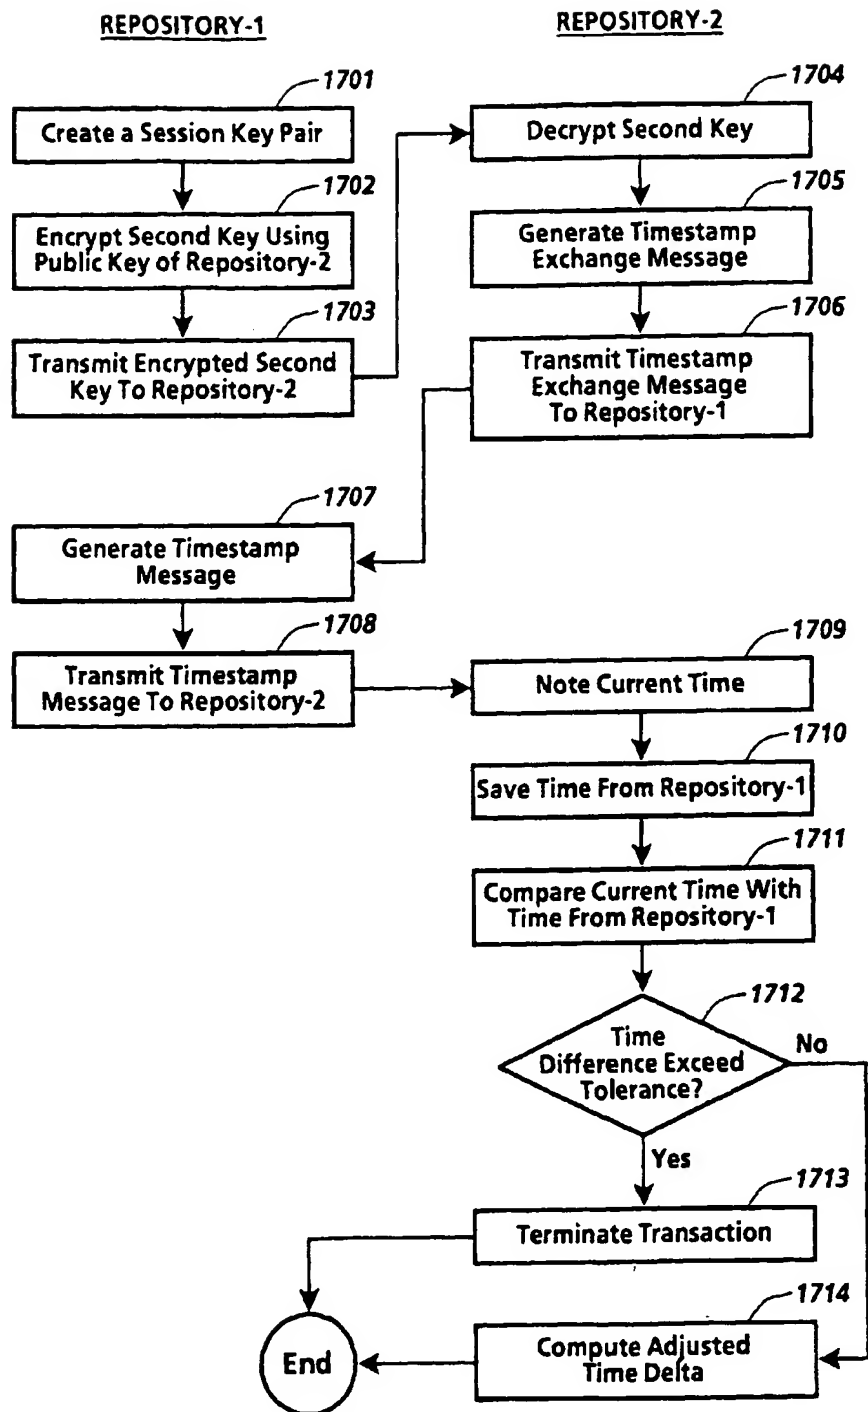 REPOSITORY-1
REPOSITORY-2
1701
Create a Session Key Pair
1702
Encrypt Second Key Using
Public Key of Repository-2
1703
Transmit Encrypted Second
Key To Repository-2
1704
Decrypt Second Key
1705
Generate Timestamp
Exchange Message
1706
Transmit Timestamp
Exchange Message
To Repository-1
1707
Generate Timestamp
Message
1708
Transmit Timestamp
Message To Repository-2
1709
Note Current Time
1710
Save Time From Repository-1
1711
Compare Current Time With
Time From Repository-1
1712
Time
Difference Exceed
Tolerance?
No
Yes
1713
Terminate Transaction
1714
Compute Adjusted
Time Delta
End